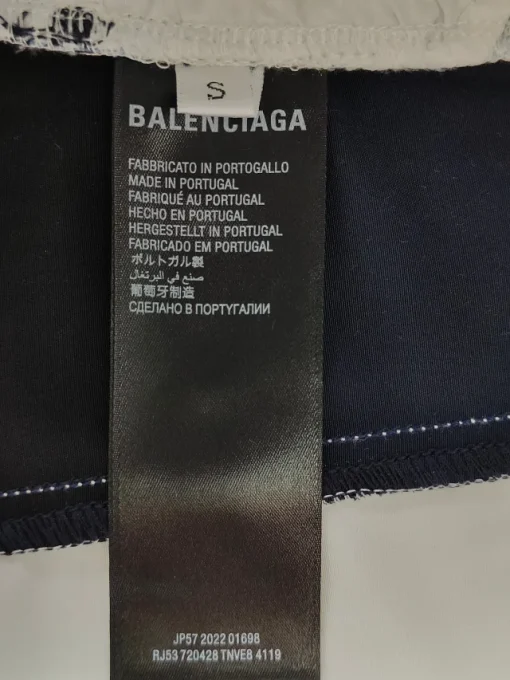 S
BALENCIAGA
FABBRICATO IN PORTOGALLO
MADE IN PORTUGAL
FABRIQUÉ AU PORTUGAL
HECHO EN PORTUGAL
HERGESTELLT IN PORTUGAL
FABRICADO EM PORTUGAL
ポルトガル製
صنع في البرتغال
葡萄牙制造
СДЕЛАНО В ПОРТУГАЛИИ
JP57 2022 01698
RJ53 720428 TNVE8 4119